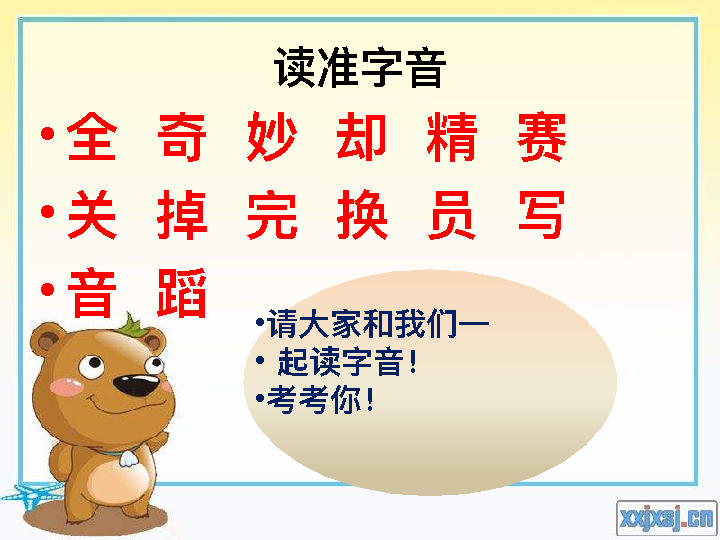 读准字音
•全 奇 妙 却 精 赛
•关 掉 完 换 员 写
•音 蹈
•请大家和我们一
• 起读字音!
•考考你!
xxjxsj.cn